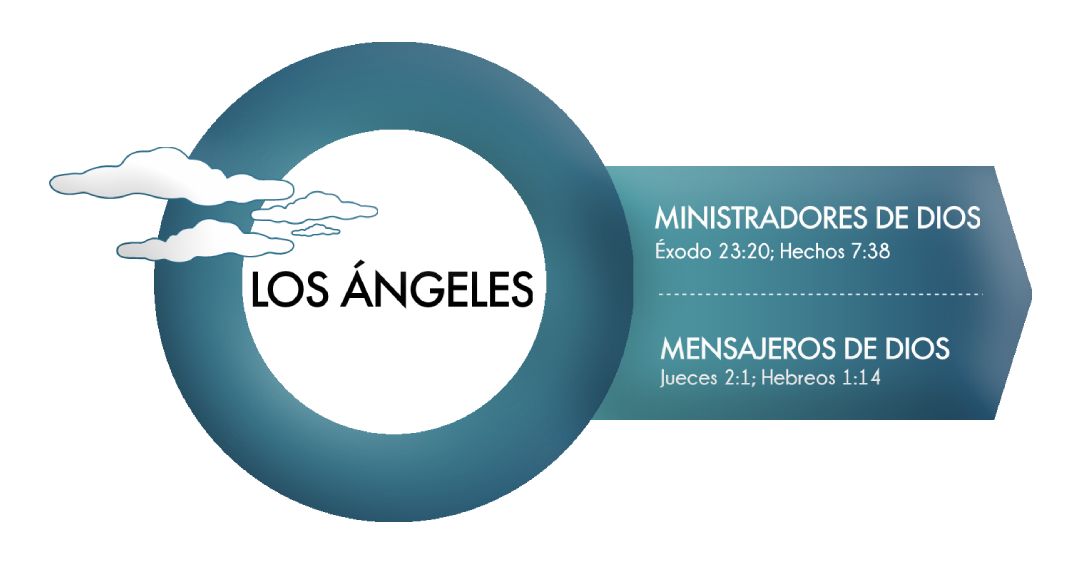 LOS ÁNGELES
MINISTRADORES DE DIOS
Éxodo 23:20; Hechos 7:38
MENSAJEROS DE DIOS
Jueces 2:1; Hebreos 1:14